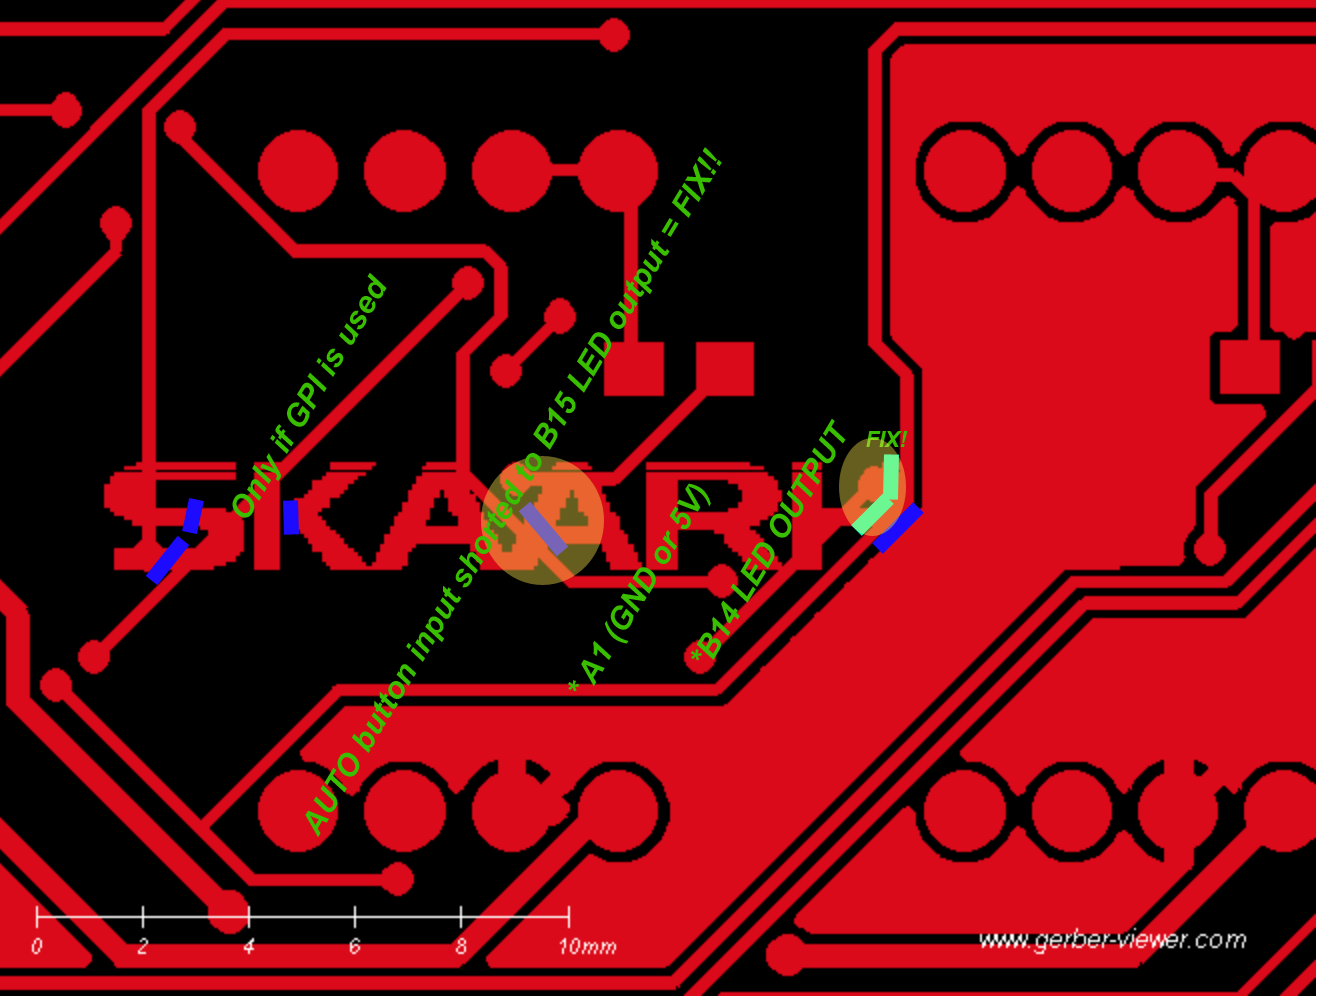 AUTO button input shorted to B15 LED output = FIX!!
Only if GPI is used
* A1 (GND or 5V)
*B14 LED OUTPUT
FIX!
SKAARI
0 2 4 6 8 10mm
www.gerber-viewer.com